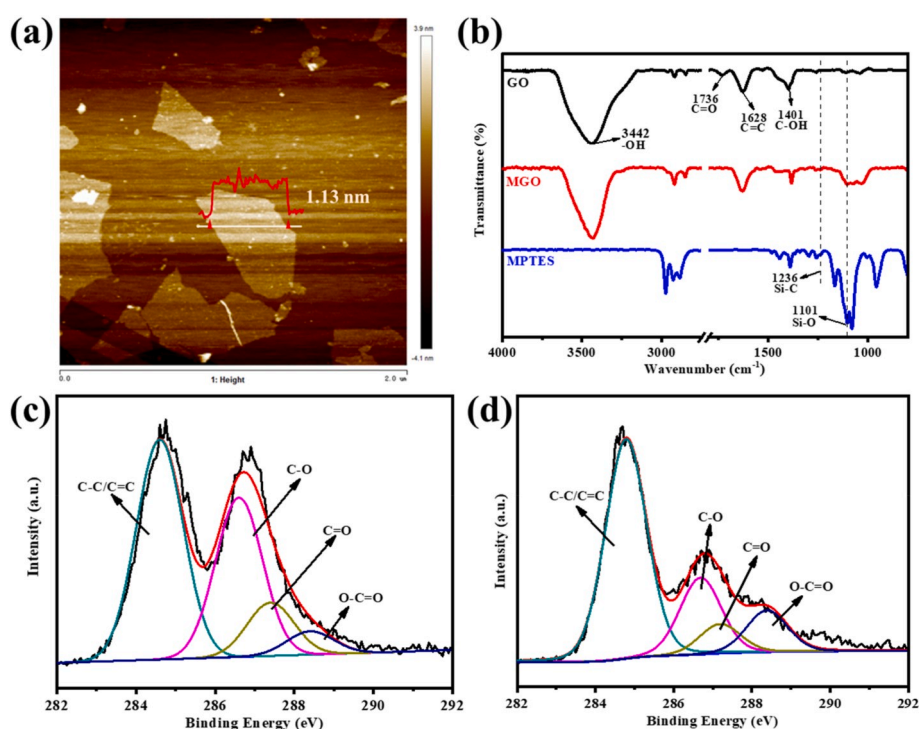 (a)
3.9 nm
1.13 nm
-4.1 nm
0.0
1: Height
2.0 um
(b)
Transmittance (%)
GO
1736
C=O
1628
C=C
1401
C-OH
3442
-OH
MGO
MPTES
1236
Si-C
1101
Si-O
4000
3500
3000
1500
1000
Wavenumber (cm⁻¹)
(c)
Intensity (a.u.)
C-C/C=C
C-O
C=O
O-C=O
282
284
286
288
290
292
Binding Energy (eV)
(d)
Intensity (a.u.)
C-C/C=C
C-O
C=O
O-C=O
282
284
286
288
290
292
Binding Energy (eV)